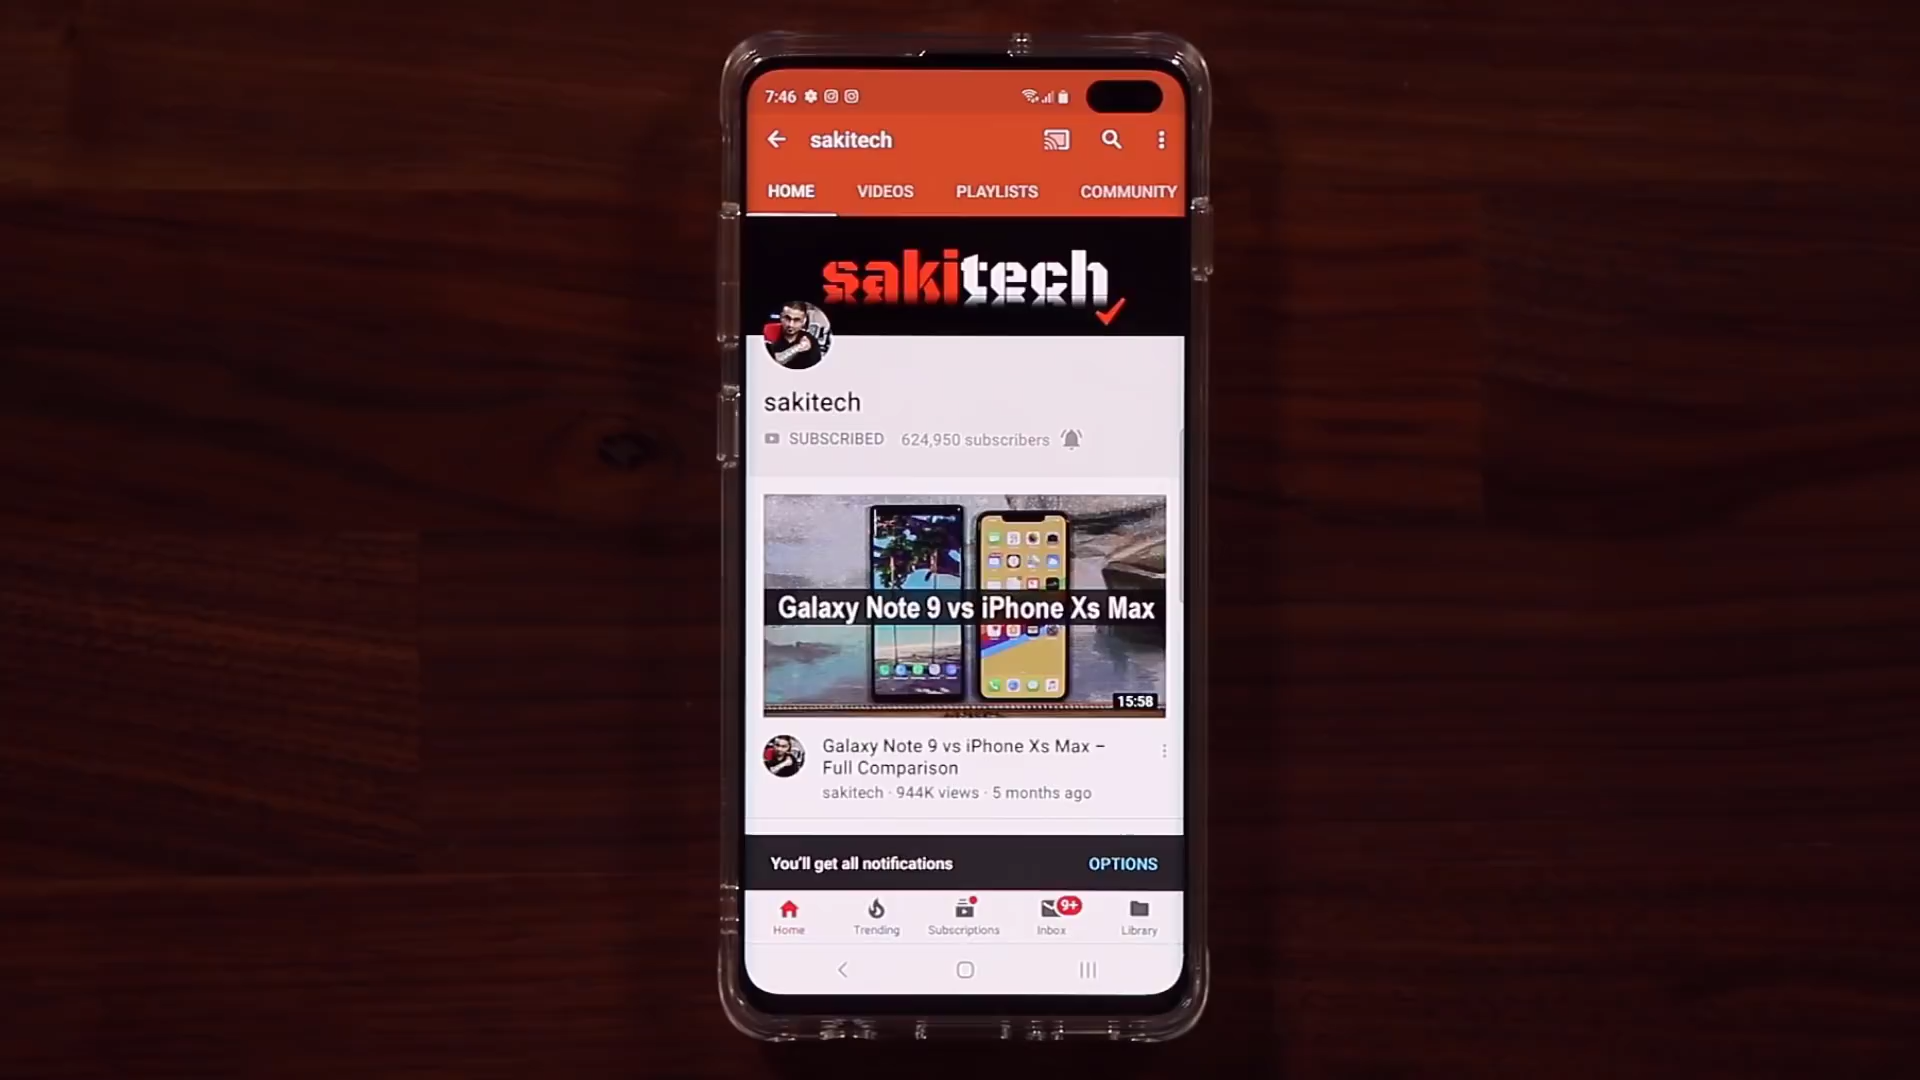 7:46
sakitech
HOME VIDEOS PLAYLISTS COMMUNITY
sakitech
sakitech
SUBSCRIBED 624,950 subscribers
Galaxy Note 9 vs iPhone Xs Max
15:58
Galaxy Note 9 vs iPhone Xs Max –
Full Comparison
sakitech · 944K views · 5 months ago
You'll get all notifications OPTIONS
9+
Home Trending Subscriptions Inbox Library